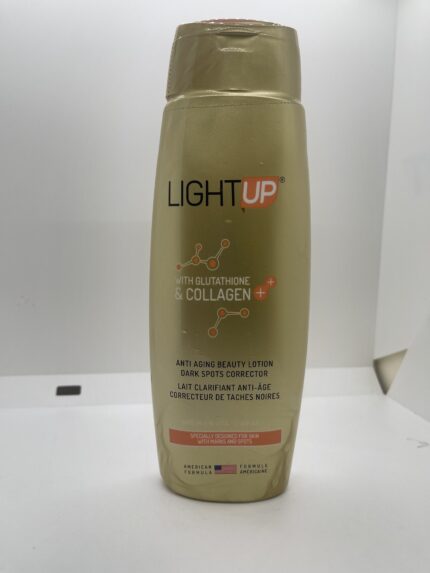 LIGHTUP®
WITH GLUTATHIONE
& COLLAGEN ++
ANTI AGING BEAUTY LOTION
DARK SPOTS CORRECTOR
LAIT CLARIFIANT ANTI-ÂGE
CORRECTEUR DE TACHES NOIRES
SPECIALLY DESIGNED FOR SKIN
WITH MARKS AND SPOTS
AMERICAN FORMULE
FORMULA AMÉRICAINE